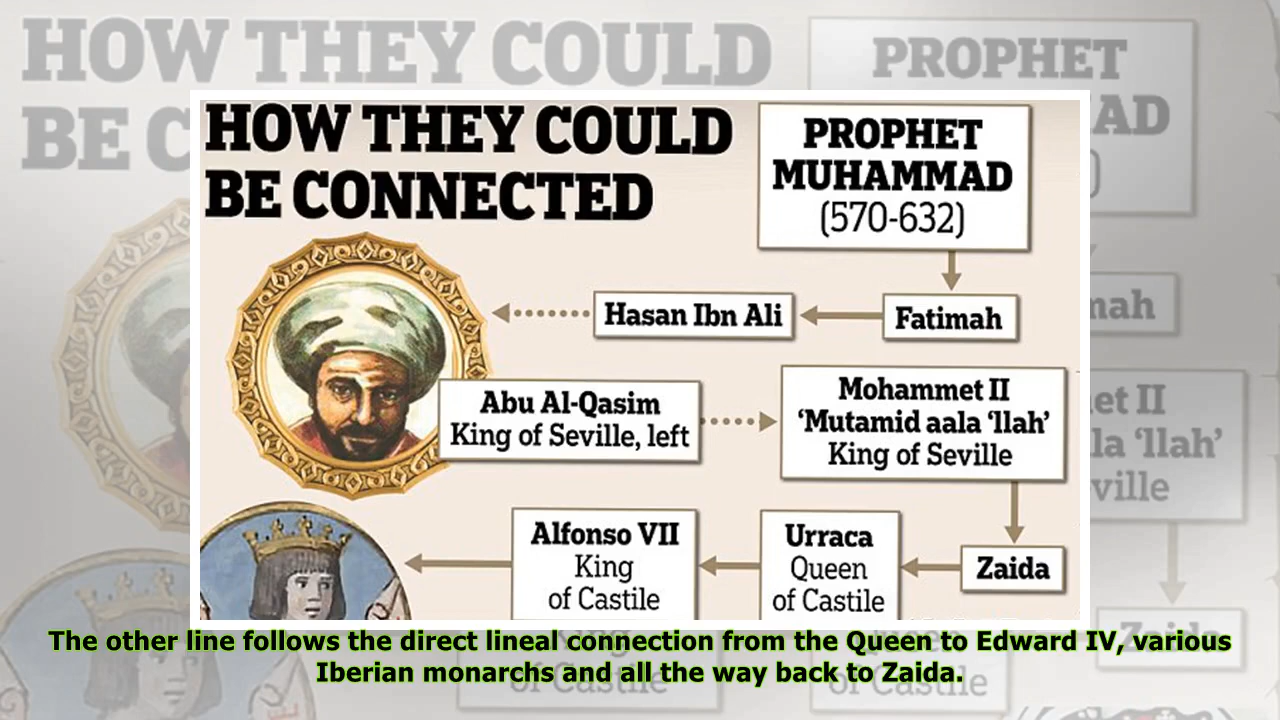 HOW THEY COULD
BE CONNECTED
PROPHET
MUHAMMAD
(570-632)
Hasan Ibn Ali
Fatimah
Abu Al-Qasim
King of Seville, left
Mohammet II
‘Mutamid aala ‘llah’
King of Seville
Alfonso VII
King
of Castile
Urraca
Queen
of Castile
Zaida
The other line follows the direct lineal connection from the Queen to Edward IV, various
Iberian monarchs and all the way back to Zaida.